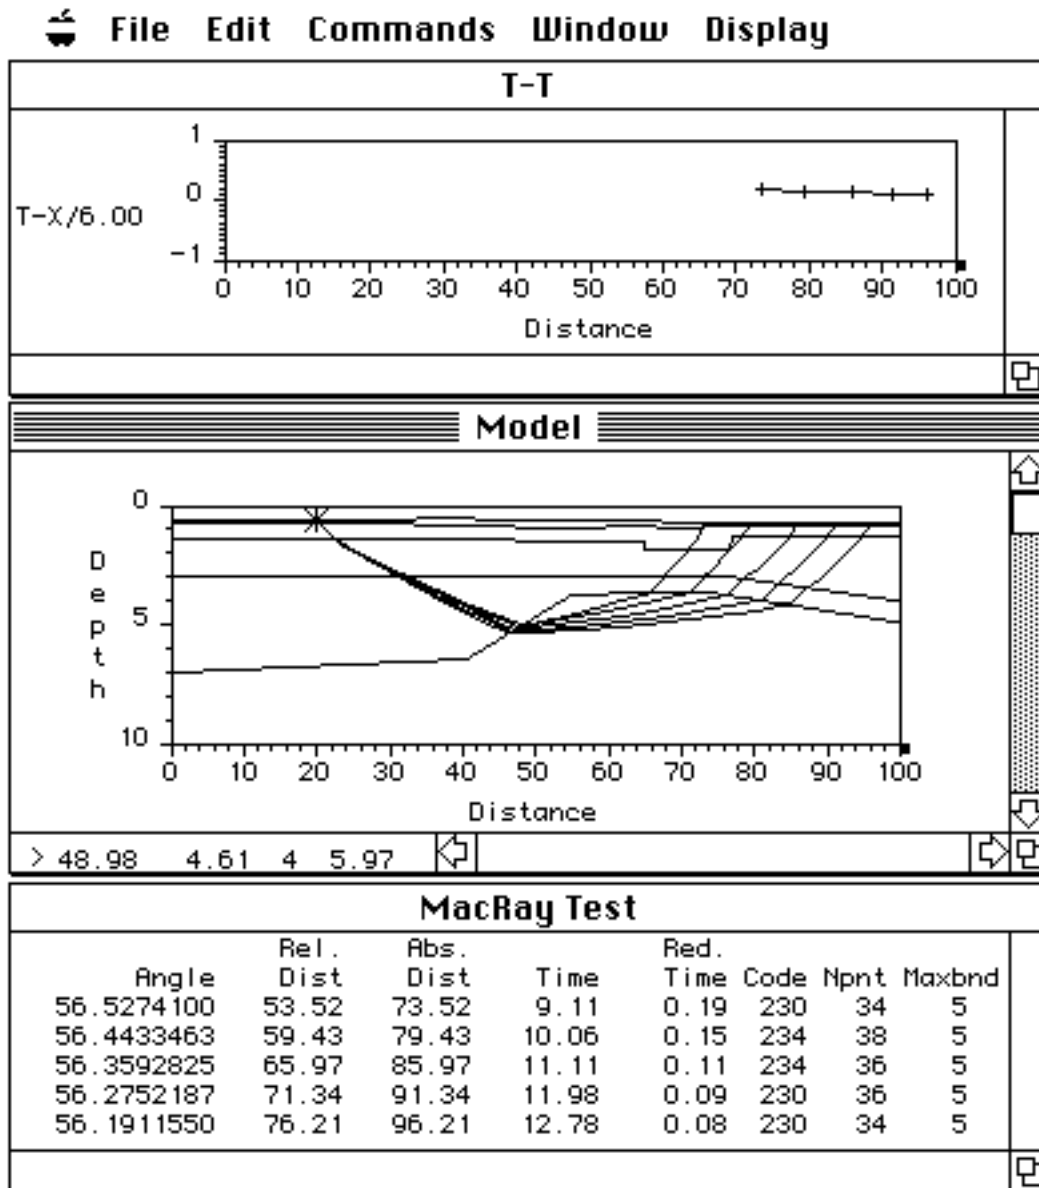 File Edit Commands Window Display
T-T
1
0
T-X/6.00
-1
0 10 20 30 40 50 60 70 80 90 100
Distance
Model
0
Depth
5
10
0 10 20 30 40 50 60 70 80 90 100
Distance
> 48.98 4.61 4 5.97
MacRay Test
Rel. Abs. Red.
Angle Dist Dist Time Time Code Npnt Maxbnd
56.5274100 53.52 73.52 9.11 0.19 230 34 5
56.4433463 59.43 79.43 10.06 0.15 234 38 5
56.3592825 65.97 85.97 11.11 0.11 234 36 5
56.2752187 71.34 91.34 11.98 0.09 230 36 5
56.1911550 76.21 96.21 12.78 0.08 230 34 5